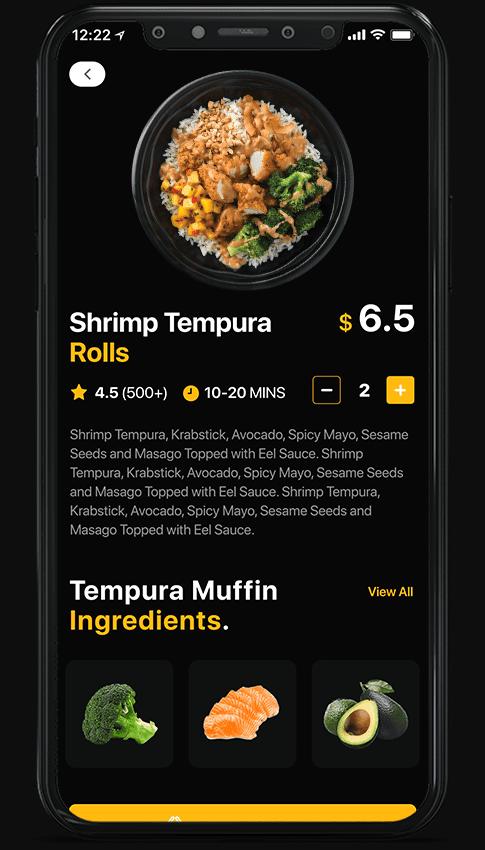 12:22
Shrimp Tempura
$ 6.5
Rolls
4.5 (500+) 10-20 MINS
2
Shrimp Tempura, Krabstick, Avocado, Spicy Mayo, Sesame
Seeds and Masago Topped with Eel Sauce. Shrimp
Tempura, Krabstick, Avocado, Spicy Mayo, Sesame Seeds
and Masago Topped with Eel Sauce. Shrimp Tempura,
Krabstick, Avocado, Spicy Mayo, Sesame Seeds and
Masago Topped with Eel Sauce.
Tempura Muffin
View All
Ingredients.